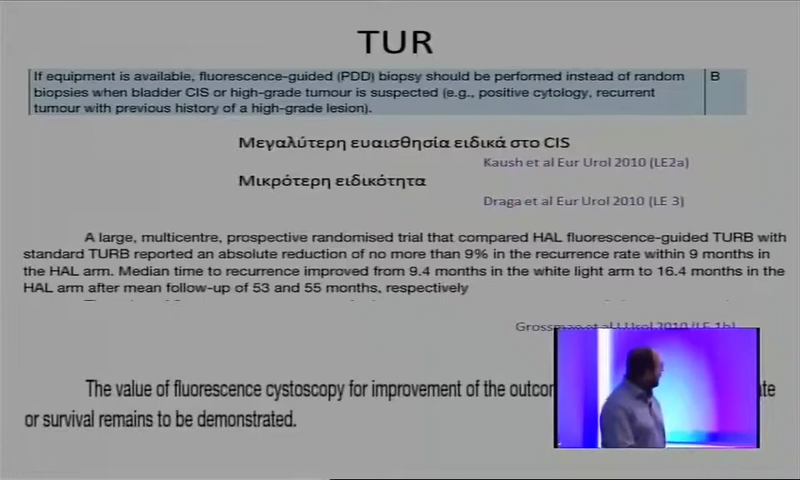 TUR
If equipment is available, fluorescence-guided (PDD) biopsy should be performed instead of random B
biopsies when bladder CIS or high-grade tumour is suspected (e.g., positive cytology, recurrent
tumour with previous history of a high-grade lesion).
Μεγαλύτερη ευαισθησία ειδικά στο CIS
Kaush et al Eur Urol 2010 (LE2a)
Μικρότερη ειδικότητα
Draga et al Eur Urol 2010 (LE 3)
A large, multicentre, prospective randomised trial that compared HAL fluorescence-guided TURB with
standard TURB reported an absolute reduction of no more than 9% in the recurrence rate within 9 months in
the HAL arm. Median time to recurrence improved from 9.4 months in the white light arm to 16.4 months in the
HAL arm after mean follow-up of 53 and 55 months, respectively
Grossman et al J Urol 2010 (LE 1b)
The value of fluorescence cystoscopy for improvement of the
or survival remains to be demonstrated.